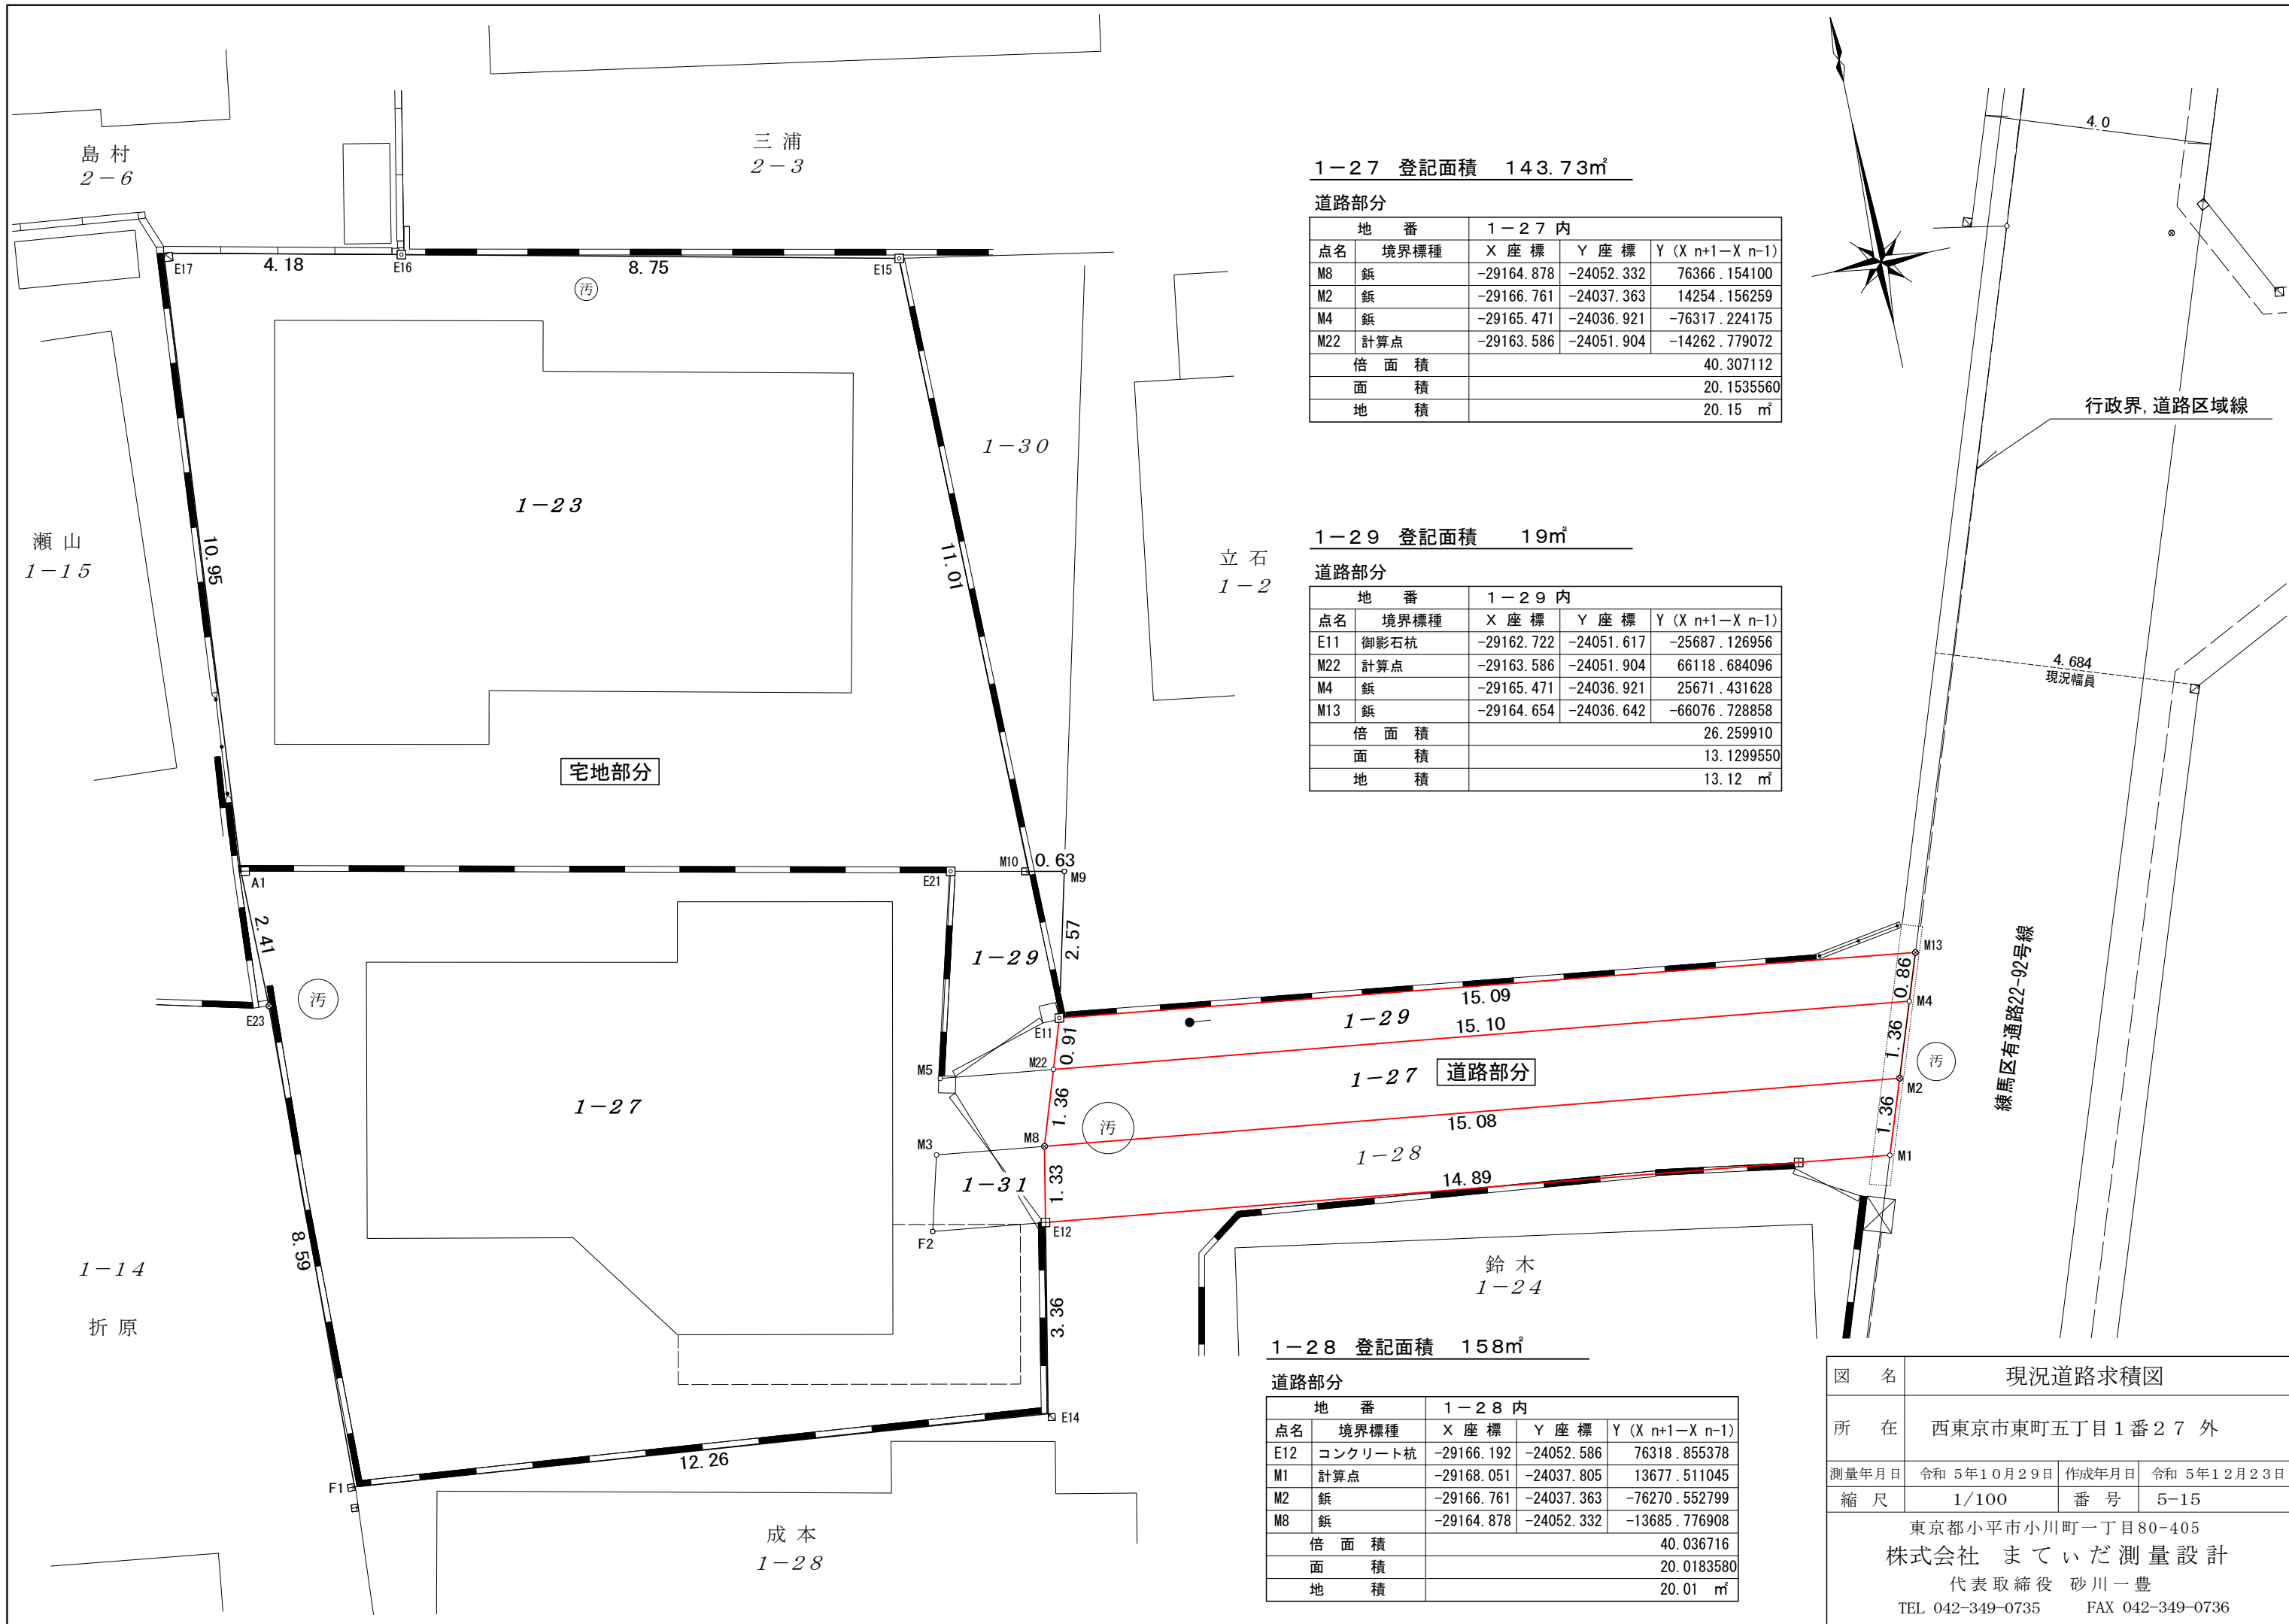 島村
2-6
三浦
2-3
E17
4.18
E16
8.75
E15
汚
10.95
11.01
1-23
1-30
瀬山
1-15
立石
1-2
宅地部分
A1
E21
M10
0.63
M9
2.41
2.57
1-29
E23
汚
E11
0.91
M22
M5
1.36
M8
M3
汚
1-31
1.33
E12
F2
1-27
8.59
3.36
1-14
折原
E14
12.26
F1
成本
1-28
15.09
1-29
15.10
1-27
道路部分
15.08
1-28
14.89
鈴木
1-24
M13
0.86
M4
1.36
汚
M2
1.36
M1
練馬区有通路22-92号線
4.0
行政界,道路区域線
4.684
現況幅員
1-27 登記面積 143.73㎡
道路部分
地番 1-27内
点名 境界標種 X座標 Y座標 Y(X n+1-X n-1)
M8 鋲 -29164.878 -24052.332 76366.154100
M2 鋲 -29166.761 -24037.363 14254.156259
M4 鋲 -29165.471 -24036.921 -76317.224175
M22 計算点 -29163.586 -24051.904 -14262.779072
倍面積 40.307112
面積 20.1535560
地積 20.15 ㎡
1-29 登記面積 19㎡
道路部分
地番 1-29内
点名 境界標種 X座標 Y座標 Y(X n+1-X n-1)
E11 御影石杭 -29162.722 -24051.617 -25687.126956
M22 計算点 -29163.586 -24051.904 66118.684096
M4 鋲 -29165.471 -24036.921 25671.431628
M13 鋲 -29164.654 -24036.642 -66076.728858
倍面積 26.259910
面積 13.1299550
地積 13.12 ㎡
1-28 登記面積 158㎡
道路部分
地番 1-28内
点名 境界標種 X座標 Y座標 Y(X n+1-X n-1)
E12 コンクリート杭 -29166.192 -24052.586 76318.855378
M1 計算点 -29168.051 -24037.805 13677.511045
M2 鋲 -29166.761 -24037.363 -76270.552799
M8 鋲 -29164.878 -24052.332 -13685.776908
倍面積 40.036716
面積 20.0183580
地積 20.01 ㎡
図名 現況道路求積図
所在 西東京市東町五丁目1番27 外
測量年月日 令和 5年10月29日 作成年月日 令和 5年12月23日
縮尺 1/100 番号 5-15
東京都小平市小川町一丁目80-405
株式会社 まてぃだ測量設計
代表取締役 砂川一豊
TEL 042-349-0735 FAX 042-349-0736